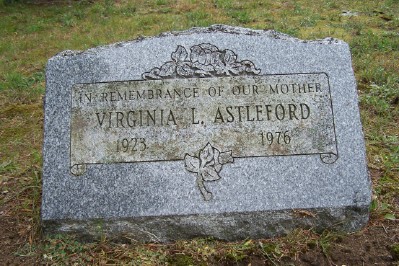 IN REMEMBRANCE OF OUR MOTHER
VIRGINIA L. ASTLEFORD
1923 1976